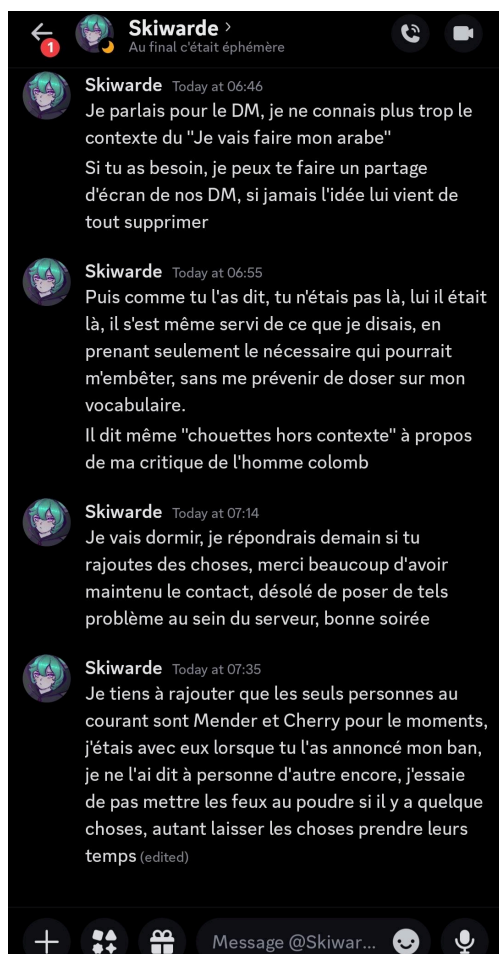 1
Skiwarde
Au final c'était éphémère
Skiwarde Today at 06:46
Je parlais pour le DM, je ne connais plus trop le
contexte du "Je vais faire mon arabe"
Si tu as besoin, je peux te faire un partage
d'écran de nos DM, si jamais l'idée lui vient de
tout supprimer
Skiwarde Today at 06:55
Puis comme tu l'as dit, tu n'étais pas là, lui il était
là, il s'est même servi de ce que je disais, en
prenant seulement le nécessaire qui pourrait
m'embêter, sans me prévenir de doser sur mon
vocabulaire.
Il dit même "chouettes hors contexte" à propos
de ma critique de l'homme colomb
Skiwarde Today at 07:14
Je vais dormir, je répondrais demain si tu
rajoutes des choses, merci beaucoup d'avoir
maintenu le contact, désolé de poser de tels
problème au sein du serveur, bonne soirée
Skiwarde Today at 07:35
Je tiens à rajouter que les seuls personnes au
courant sont Mender et Cherry pour le moments,
j'étais avec eux lorsque tu l'as annoncé mon ban,
je ne l'ai dit à personne d'autre encore, j'essaie
de pas mettre les feux au poudre si il y a quelque
choses, autant laisser les choses prendre leurs
temps (edited)
Message @Skiwar...